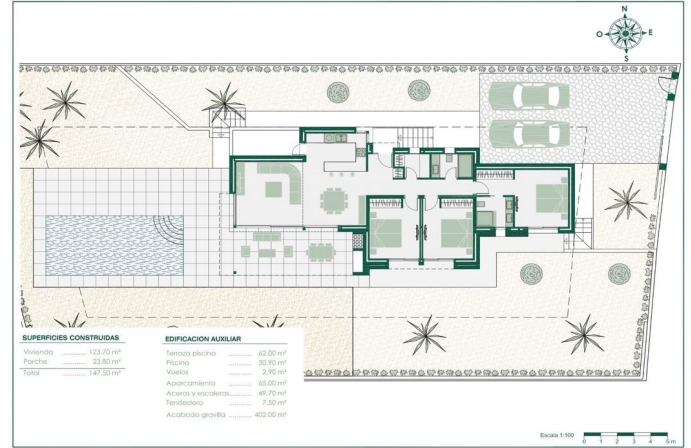 N
O E
S
SUPERFICIES CONSTRUIDAS
Vivienda ............ 123.70 m²
Porche ............ 23.80 m²
Total ............ 147.50 m²
EDIFICACION AUXILIAR
Terraza piscina ............ 62.00 m²
Piscina ............ 30.90 m²
Vuelos ............ 2.90 m²
Aparcamiento ............ 65.00 m²
Aceras y escaleras............ 49.70 m²
Tendedero ............ 7.50 m²
Acabado gravilla ............ 402.00 m²
Escala 1:100
0 1 2 3 4 5 m